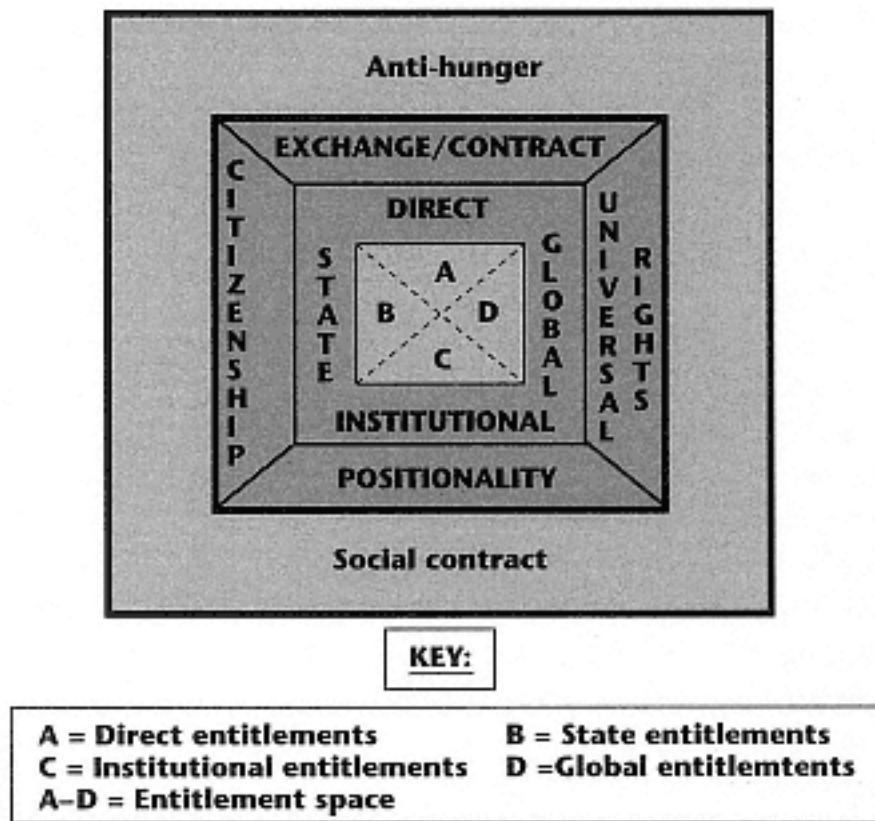 Anti-hunger
EXCHANGE/CONTRACT
CITIZENSHIP
DIRECT
STATE
GLOBAL
UNIVERSAL
RIGHTS
A
B
D
C
INSTITUTIONAL
POSITIONALITY
Social contract
KEY:
A = Direct entitlements
B = State entitlements
C = Institutional entitlements
D =Global entitlemtents
A–D = Entitlement space